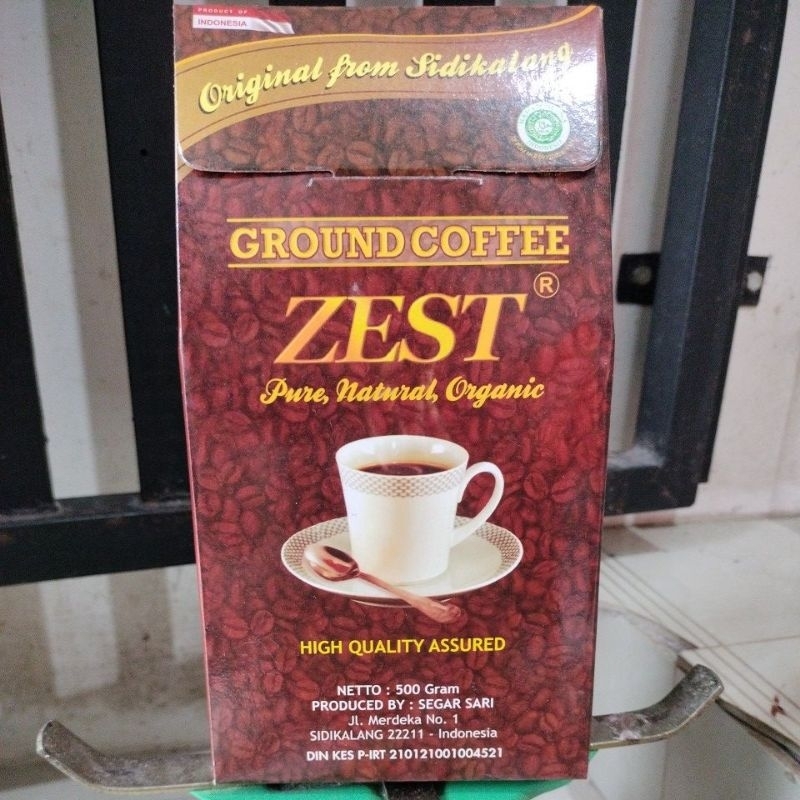 PRODUCT OF
INDONESIA
Original from Sidikalang
GROUND COFFEE
ZEST ®
Pure, Natural, Organic
HIGH QUALITY ASSURED
NETTO : 500 Gram
PRODUCED BY : SEGAR SARI
Jl. Merdeka No. 1
SIDIKALANG 22211 - Indonesia
DIN KES P-IRT 210121001004521